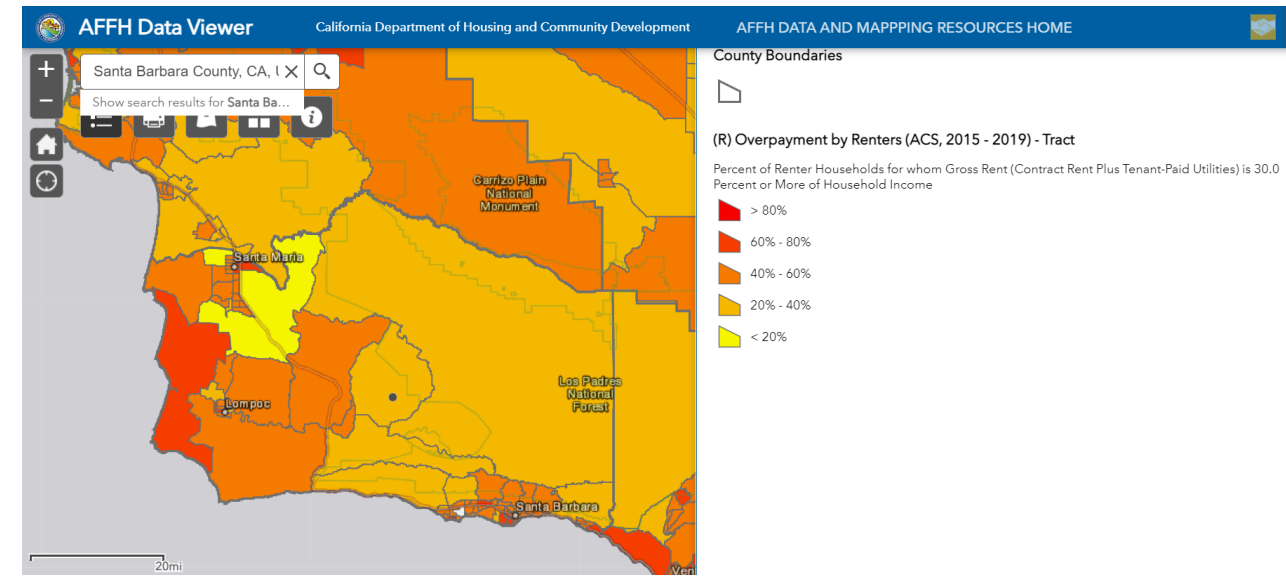 AFFH Data Viewer
California Department of Housing and Community Development
AFFH DATA AND MAPPPING RESOURCES HOME
+
Santa Barbara County, CA, U
Show search results for Santa Ba...
−
Carrizo Plain
National
Monument
Santa Maria
Los Padres
National
Forest
Lompoc
Santa Barbara
Ven
20mi
County Boundaries
(R) Overpayment by Renters (ACS, 2015 - 2019) - Tract
Percent of Renter Households for whom Gross Rent (Contract Rent Plus Tenant-Paid Utilities) is 30.0
Percent or More of Household Income
> 80%
60% - 80%
40% - 60%
20% - 40%
< 20%